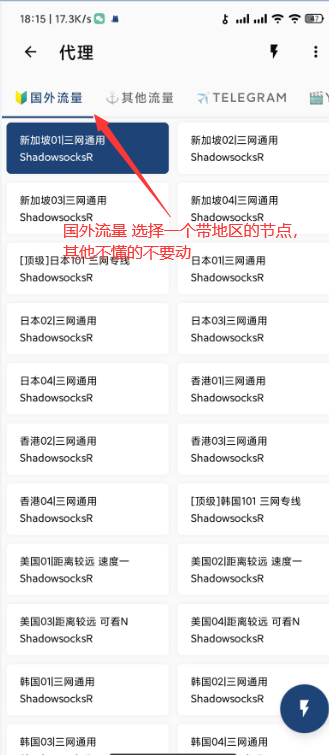 18:15 | 17.3K/s
代理
国外流量 其他流量 TELEGRAM
新加坡01|三网通用 新加坡02|三网通用
ShadowsocksR ShadowsocksR
新加坡03|三网通用 新加坡04|三网通用
ShadowsocksR ShadowsocksR
国外流量 选择一个带地区的节点,
其他不懂的不要动
[顶级]日本101 三网专线 日本01|三网通用
ShadowsocksR ShadowsocksR
日本02|三网通用 日本03|三网通用
ShadowsocksR ShadowsocksR
日本04|三网通用 香港01|三网通用
ShadowsocksR ShadowsocksR
香港02|三网通用 香港03|三网通用
ShadowsocksR ShadowsocksR
香港04|三网通用 [顶级]韩国101 三网专线
ShadowsocksR ShadowsocksR
美国01|距离较远 速度一 美国02|距离较远 速度一
ShadowsocksR ShadowsocksR
美国03|距离较远 可看N 美国04|距离较远 可看N
ShadowsocksR ShadowsocksR
韩国01|三网通用 韩国02|三网通用
ShadowsocksR ShadowsocksR
韩国03|三网通用 韩国04|三网通用